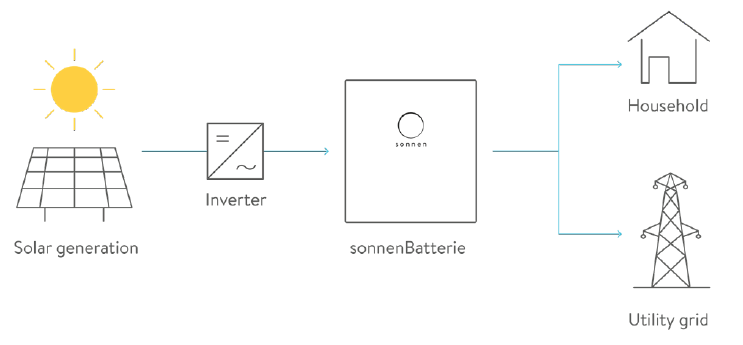 sonnen
Household
Inverter
Solar generation
sonnenBatterie
Utility grid